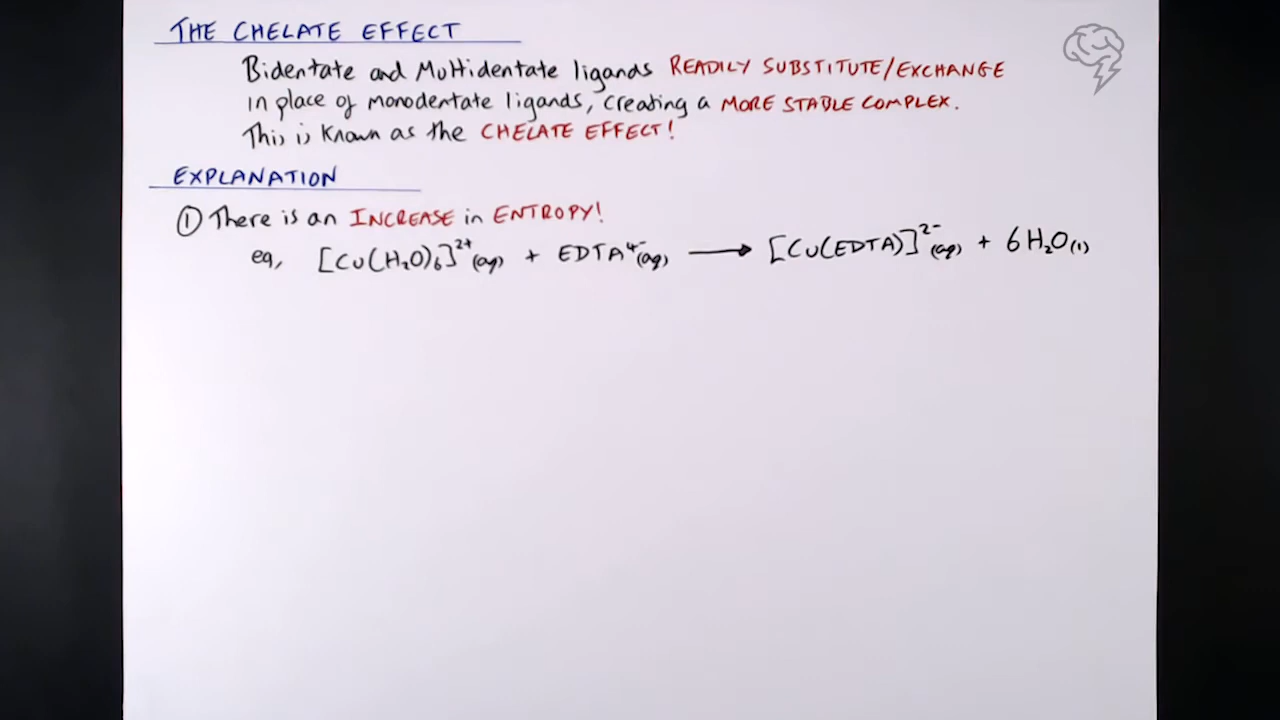 THE CHELATE EFFECT
Bidentate and Multidentate ligands READILY SUBSTITUTE/EXCHANGE
in place of monodentate ligands, creating a MORE STABLE COMPLEX.
This is known as the CHELATE EFFECT!
EXPLANATION
① There is an INCREASE in ENTROPY!
eg, [Cu(H₂O)₆]²⁺(aq) + EDTA⁴⁻(aq) ⟶ [Cu(EDTA)]²⁻(aq) + 6H₂O(l)